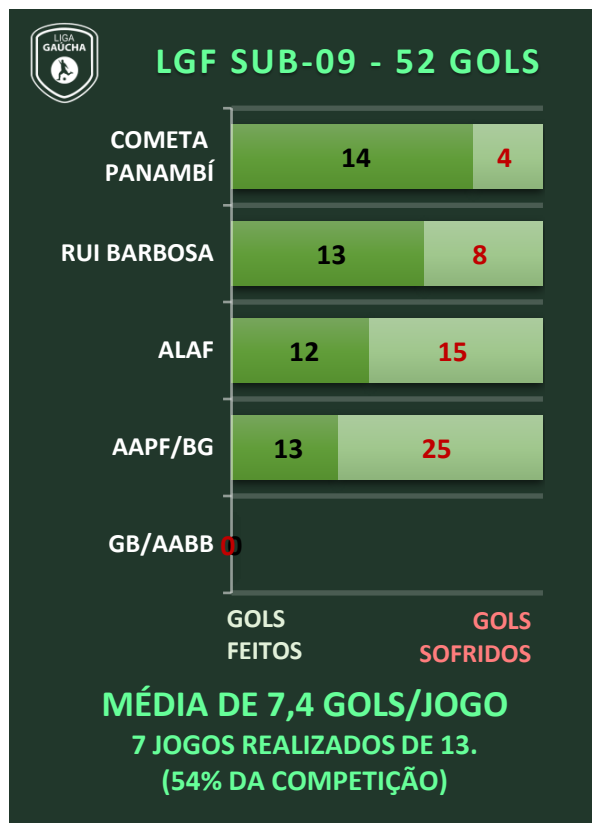 LIGA
GAÚCHA
LGF SUB-09 - 52 GOLS
COMETA
PANAMBÍ
14
4
RUI BARBOSA
13
8
ALAF
12
15
AAPF/BG
13
25
GB/AABB
0
0
GOLS
FEITOS
GOLS
SOFRIDOS
MÉDIA DE 7,4 GOLS/JOGO
7 JOGOS REALIZADOS DE 13.
(54% DA COMPETIÇÃO)